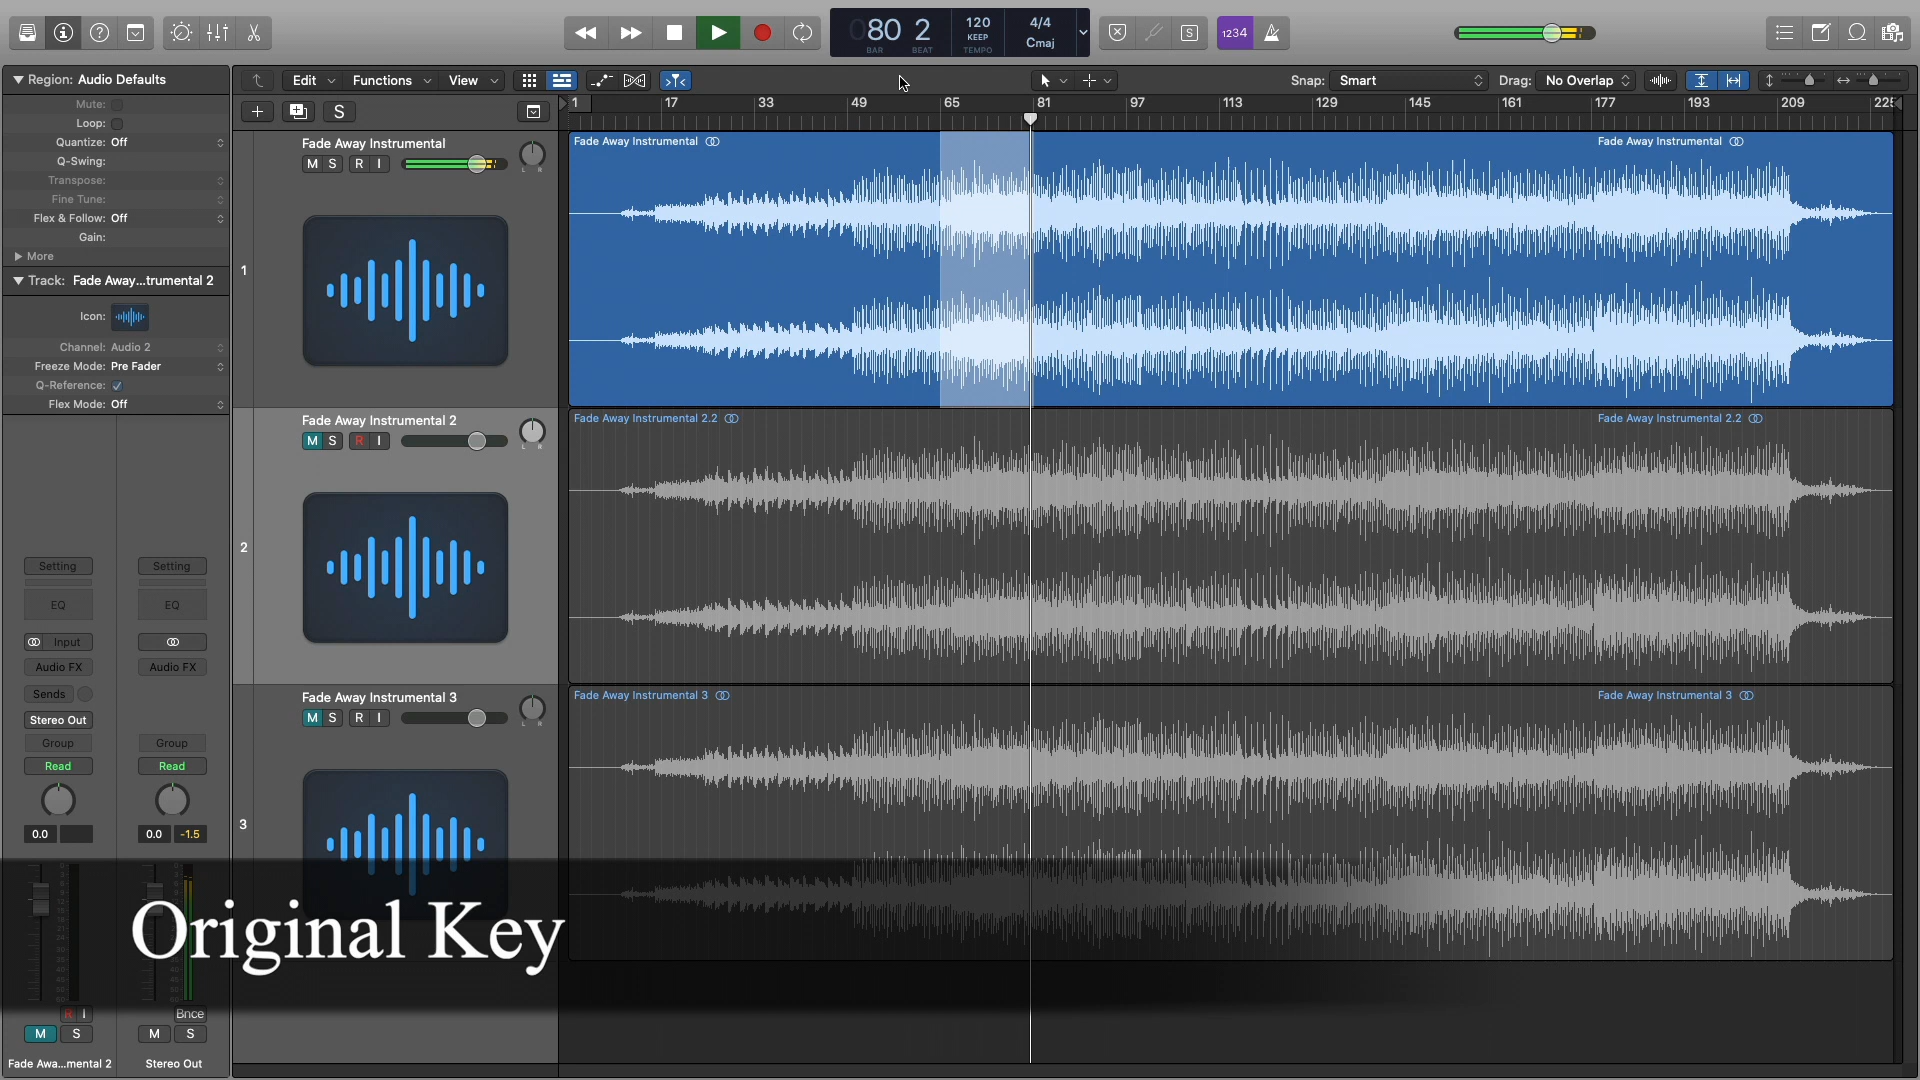 080 2
BAR BEAT
120
KEEP
TEMPO
4/4
Cmaj
S
1234
Region: Audio Defaults
Mute:
Loop:
Quantize: Off
Q-Swing:
Transpose:
Fine Tune:
Flex & Follow: Off
Gain:
More
Track: Fade Away...trumental 2
Icon:
Channel: Audio 2
Freeze Mode: Pre Fader
Q-Reference:
Flex Mode: Off
Setting Setting
EQ EQ
Input
Audio FX Audio FX
Sends
Stereo Out
Group Group
Read Read
0.0 0.0 -1.5
R I Bnce
M S M S
Fade Awa...mental 2 Stereo Out
Edit Functions View
Snap: Smart Drag: No Overlap
S
1 17 33 49 65 81 97 113 129 145 161 177 193 209
1
Fade Away Instrumental
M S R I
L R
2
Fade Away Instrumental 2
M S R I
L R
3
Fade Away Instrumental 3
M S R I
L R
Fade Away Instrumental Fade Away Instrumental
Fade Away Instrumental 2.2 Fade Away Instrumental 2.2
Fade Away Instrumental 3 Fade Away Instrumental 3
Original Key